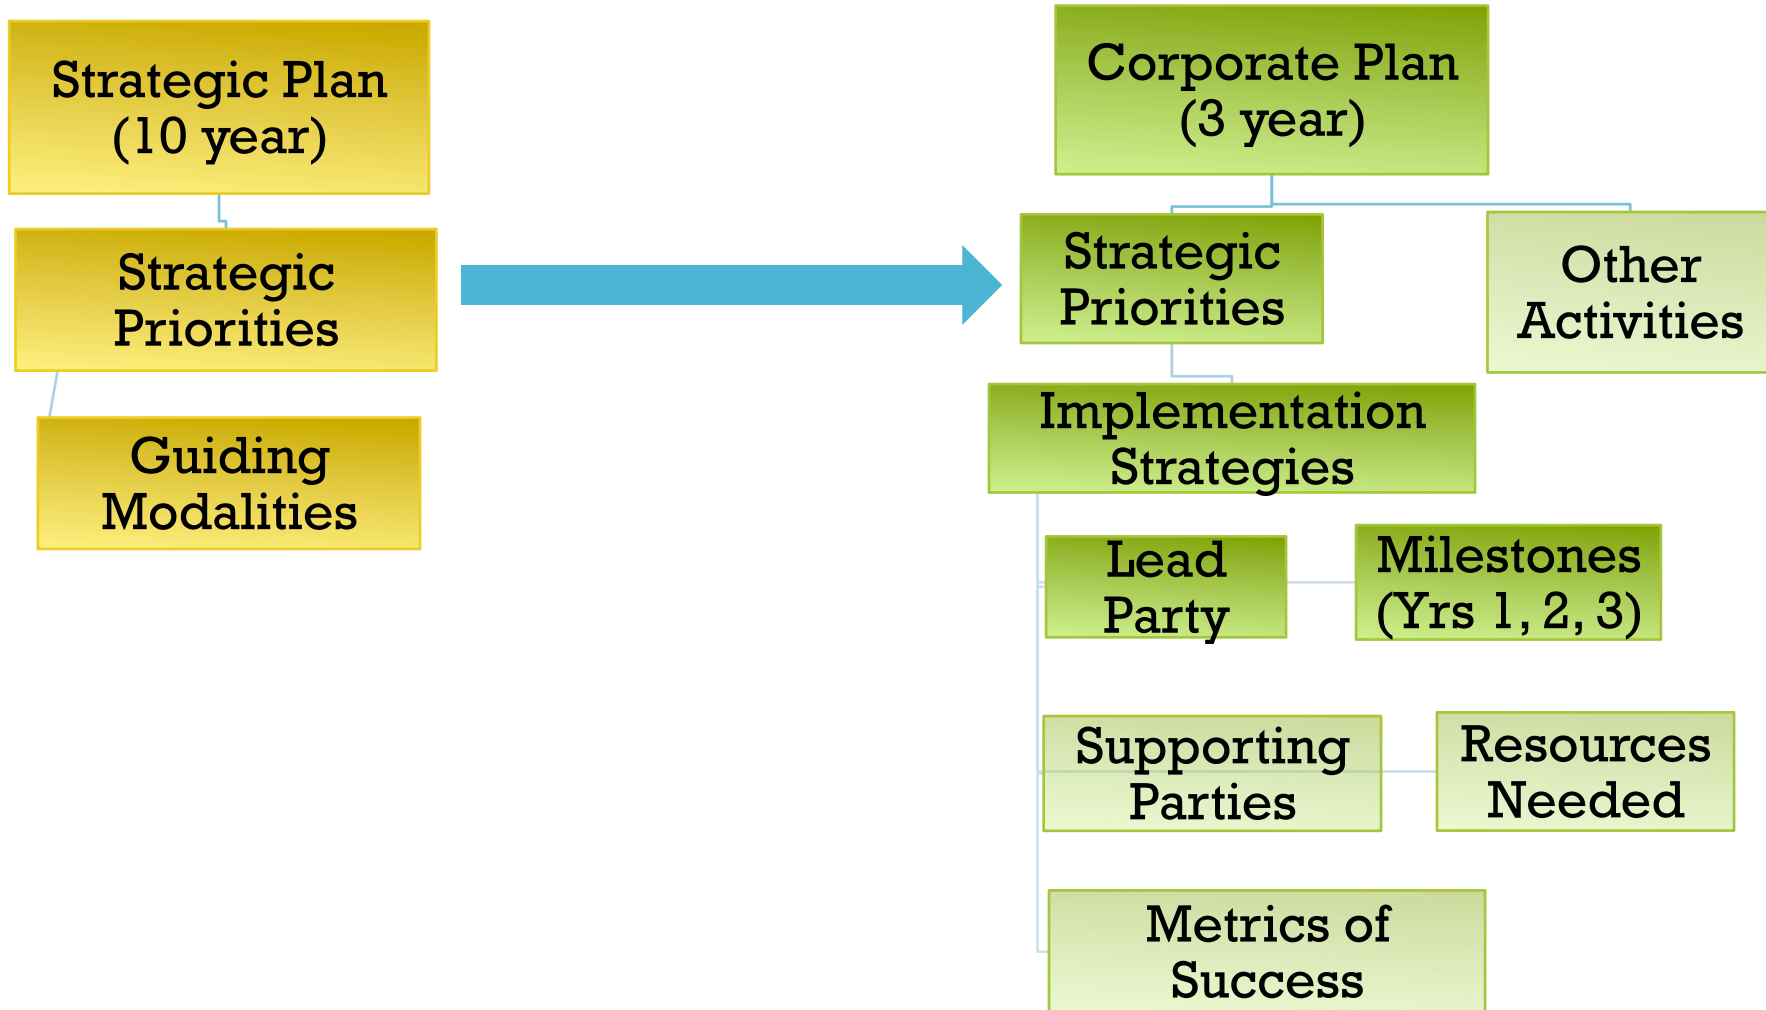 Strategic Plan
(10 year)
Strategic
Priorities
Guiding
Modalities
Corporate Plan
(3 year)
Strategic
Priorities
Other
Activities
Implementation
Strategies
Lead
Party
Milestones
(Yrs 1, 2, 3)
Supporting
Parties
Resources
Needed
Metrics of
Success